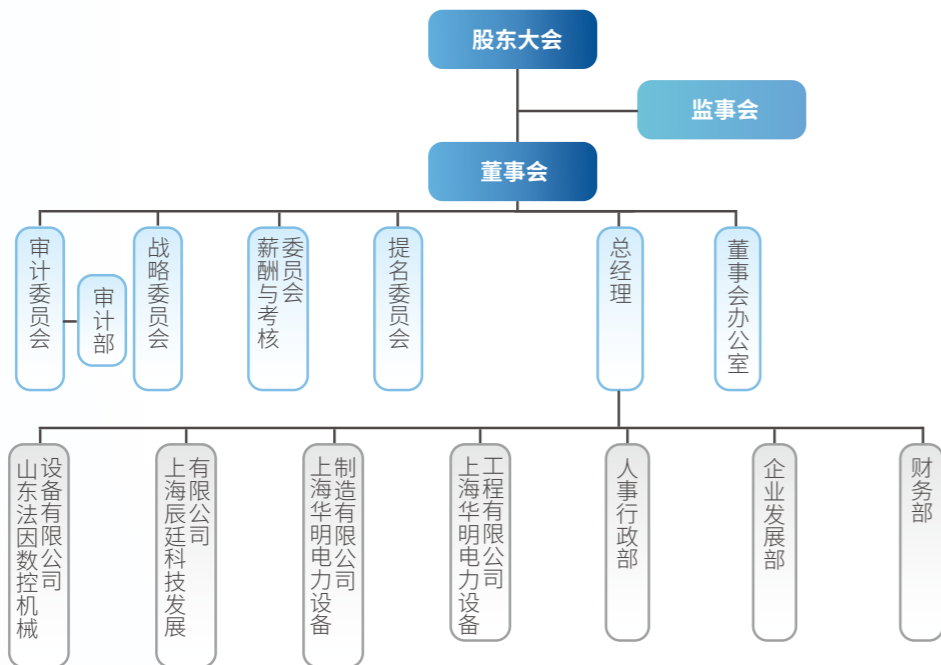 股东大会
监事会
董事会
审计委员会
审计部
战略委员会
薪酬与考核
委员会
提名委员会
总经理
董事会办公室
山东法因数控机械
设备有限公司
上海辰廷科技发展
有限公司
上海华明电力设备
制造有限公司
上海华明电力设备
工程有限公司
人事行政部
企业发展部
财务部